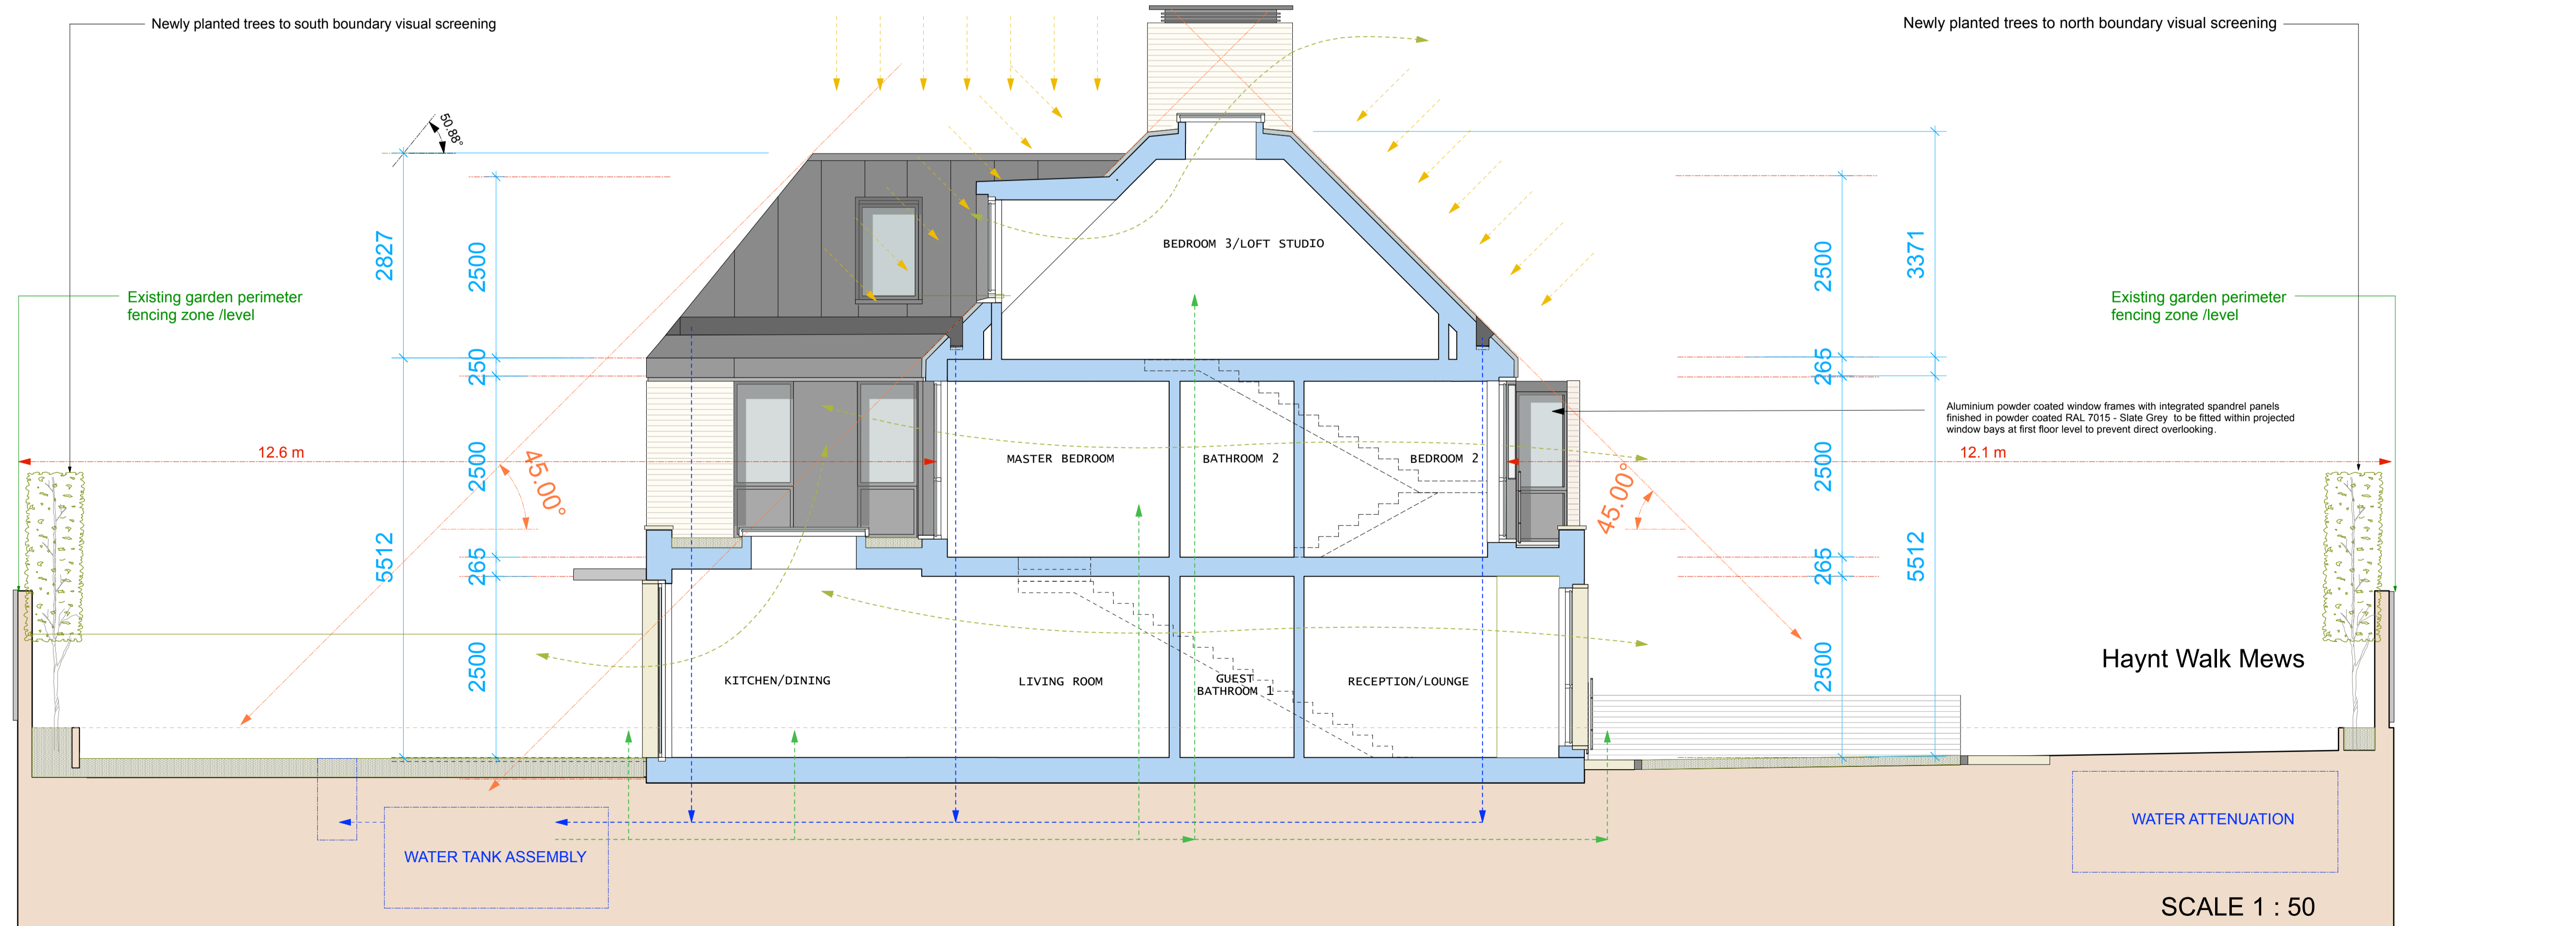 Newly planted trees to south boundary visual screening
Newly planted trees to north boundary visual screening
50.88°
2827
2500
BEDROOM 3/LOFT STUDIO
2500
3371
Existing garden perimeter
fencing zone /level
Existing garden perimeter
fencing zone /level
250
265
Aluminium powder coated window frames with integrated spandrel panels
finished in powder coated RAL 7015 - Slate Grey to be fitted within projected
window bays at first floor level to prevent direct overlooking.
12.6 m
2500
45.00°
MASTER BEDROOM
BATHROOM 2
BEDROOM 2
45.00°
2500
12.1 m
5512
265
265
5512
2500
KITCHEN/DINING
LIVING ROOM
GUEST
BATHROOM 1
RECEPTION/LOUNGE
2500
Haynt Walk Mews
WATER TANK ASSEMBLY
WATER ATTENUATION
SCALE 1 : 50